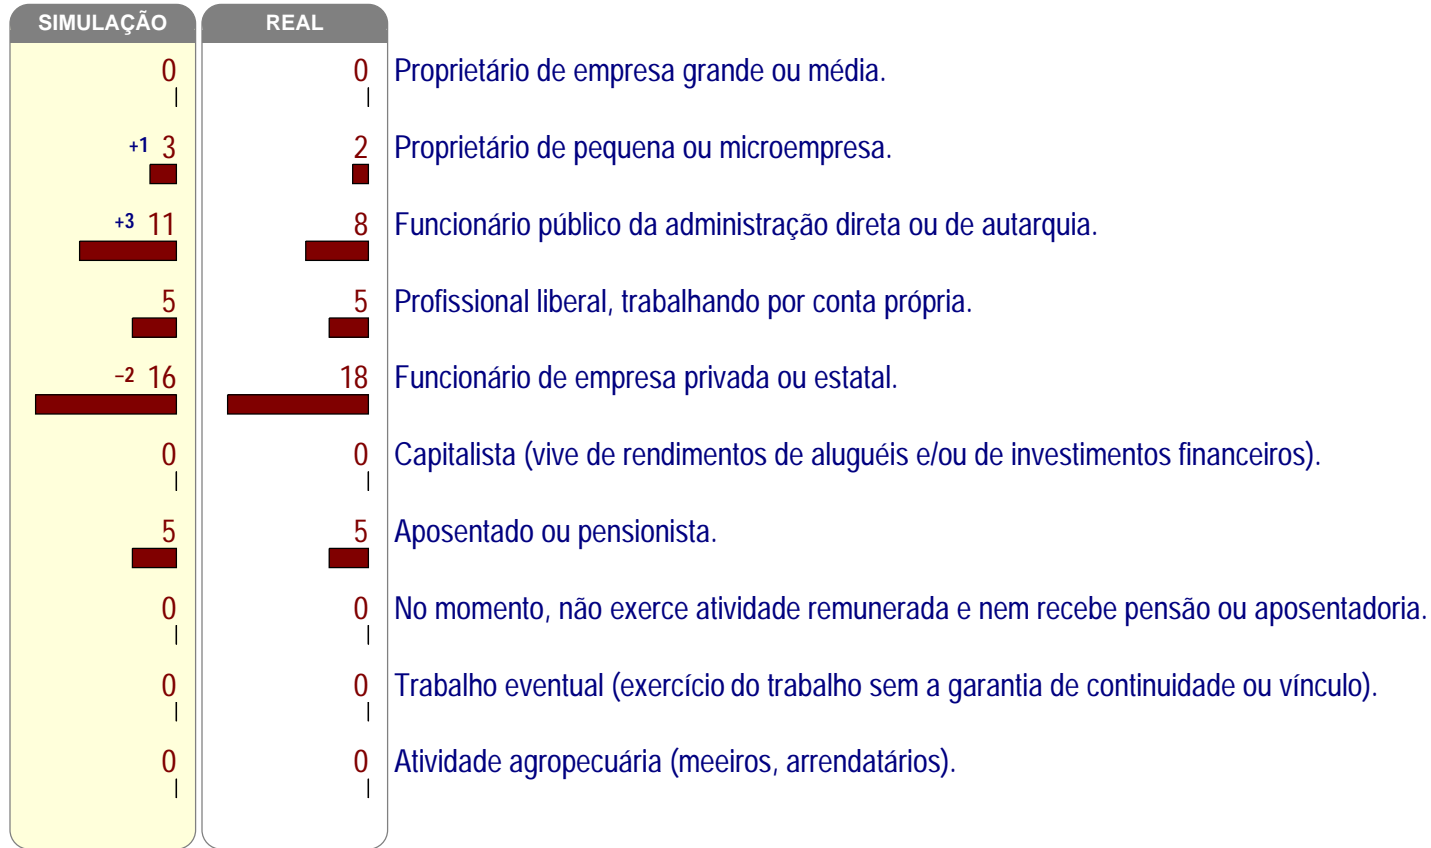 SIMULAÇÃO REAL
0 0 Proprietário de empresa grande ou média.
+1 3 2 Proprietário de pequena ou microempresa.
+3 11 8 Funcionário público da administração direta ou de autarquia.
5 5 Profissional liberal, trabalhando por conta própria.
−2 16 18 Funcionário de empresa privada ou estatal.
0 0 Capitalista (vive de rendimentos de aluguéis e/ou de investimentos financeiros).
5 5 Aposentado ou pensionista.
0 0 No momento, não exerce atividade remunerada e nem recebe pensão ou aposentadoria.
0 0 Trabalho eventual (exercício do trabalho sem a garantia de continuidade ou vínculo).
0 0 Atividade agropecuária (meeiros, arrendatários).